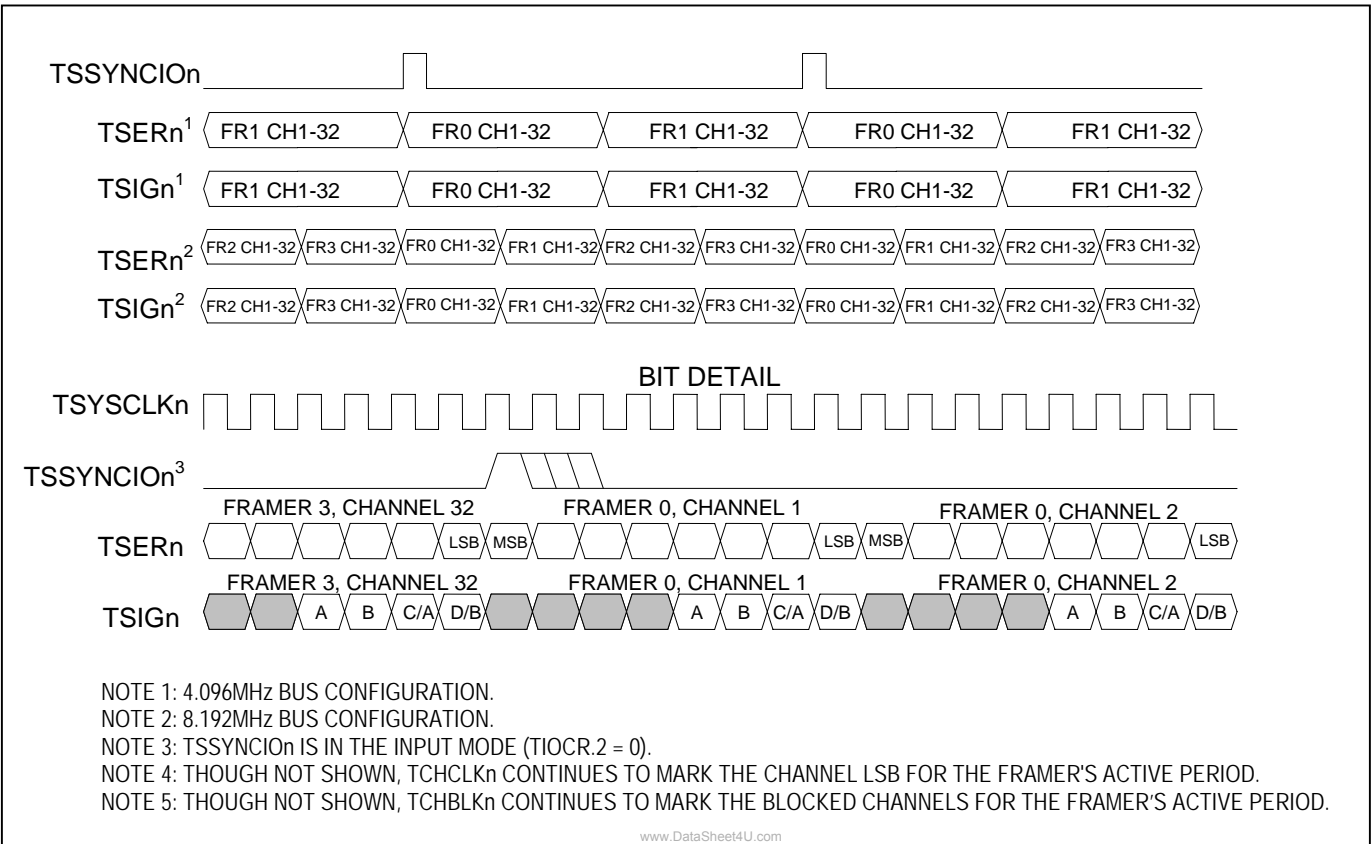 TSSYNCIOn
TSERn1 FR1 CH1-32 FR0 CH1-32 FR1 CH1-32 FR0 CH1-32 FR1 CH1-32
TSIGn1 FR1 CH1-32 FR0 CH1-32 FR1 CH1-32 FR0 CH1-32 FR1 CH1-32
TSERn2 FR2 CH1-32 FR3 CH1-32 FR0 CH1-32 FR1 CH1-32 FR2 CH1-32 FR3 CH1-32 FR0 CH1-32 FR1 CH1-32 FR2 CH1-32 FR3 CH1-32
TSIGn2 FR2 CH1-32 FR3 CH1-32 FR0 CH1-32 FR1 CH1-32 FR2 CH1-32 FR3 CH1-32 FR0 CH1-32 FR1 CH1-32 FR2 CH1-32 FR3 CH1-32
BIT DETAIL
TSYSCLKn
TSSYNCIOn3
FRAMER 3, CHANNEL 32 FRAMER 0, CHANNEL 1 FRAMER 0, CHANNEL 2
TSERn LSB MSB LSB MSB LSB
FRAMER 3, CHANNEL 32 FRAMER 0, CHANNEL 1 FRAMER 0, CHANNEL 2
TSIGn A B C/A D/B A B C/A D/B A B C/A D/B
NOTE 1: 4.096MHz BUS CONFIGURATION.
NOTE 2: 8.192MHz BUS CONFIGURATION.
NOTE 3: TSSYNCIOn IS IN THE INPUT MODE (TIOCR.2 = 0).
NOTE 4: THOUGH NOT SHOWN, TCHCLKn CONTINUES TO MARK THE CHANNEL LSB FOR THE FRAMER'S ACTIVE PERIOD.
NOTE 5: THOUGH NOT SHOWN, TCHBLKn CONTINUES TO MARK THE BLOCKED CHANNELS FOR THE FRAMER'S ACTIVE PERIOD.
www.DataSheet4U.com